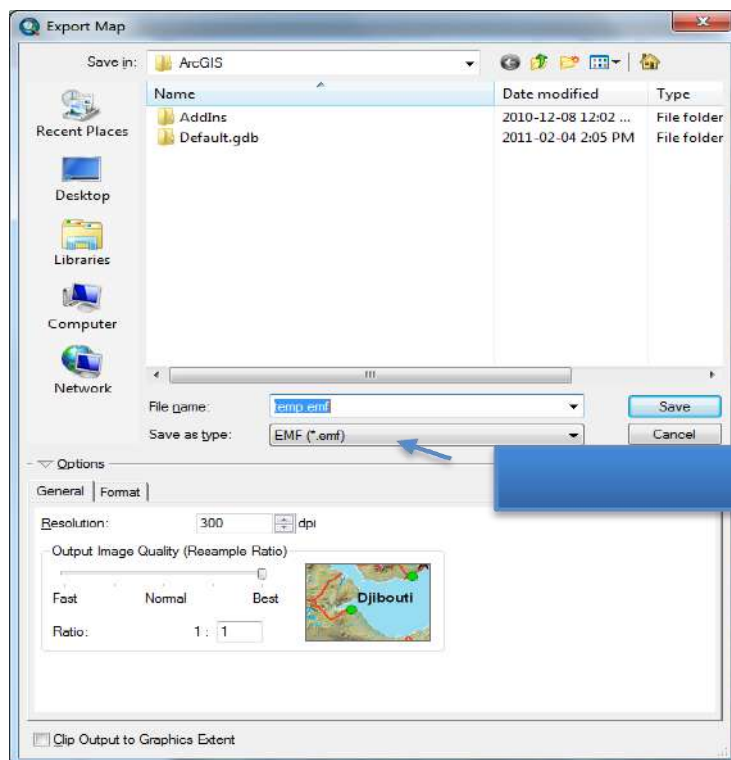 Export Map
Save in: ArcGIS
Name Date modified Type
AddIns 2010-12-08 12:02 ... File folder
Default.gdb 2011-02-04 2:05 PM File folder
Recent Places
Desktop
Libraries
Computer
Network
File name: temp.emf Save
Save as type: EMF (*.emf) Cancel
Options
General Format
Resolution: 300 dpi
Output Image Quality (Resample Ratio)
Fast Normal Best
Djibouti
Ratio: 1 : 1
Clip Output to Graphics Extent